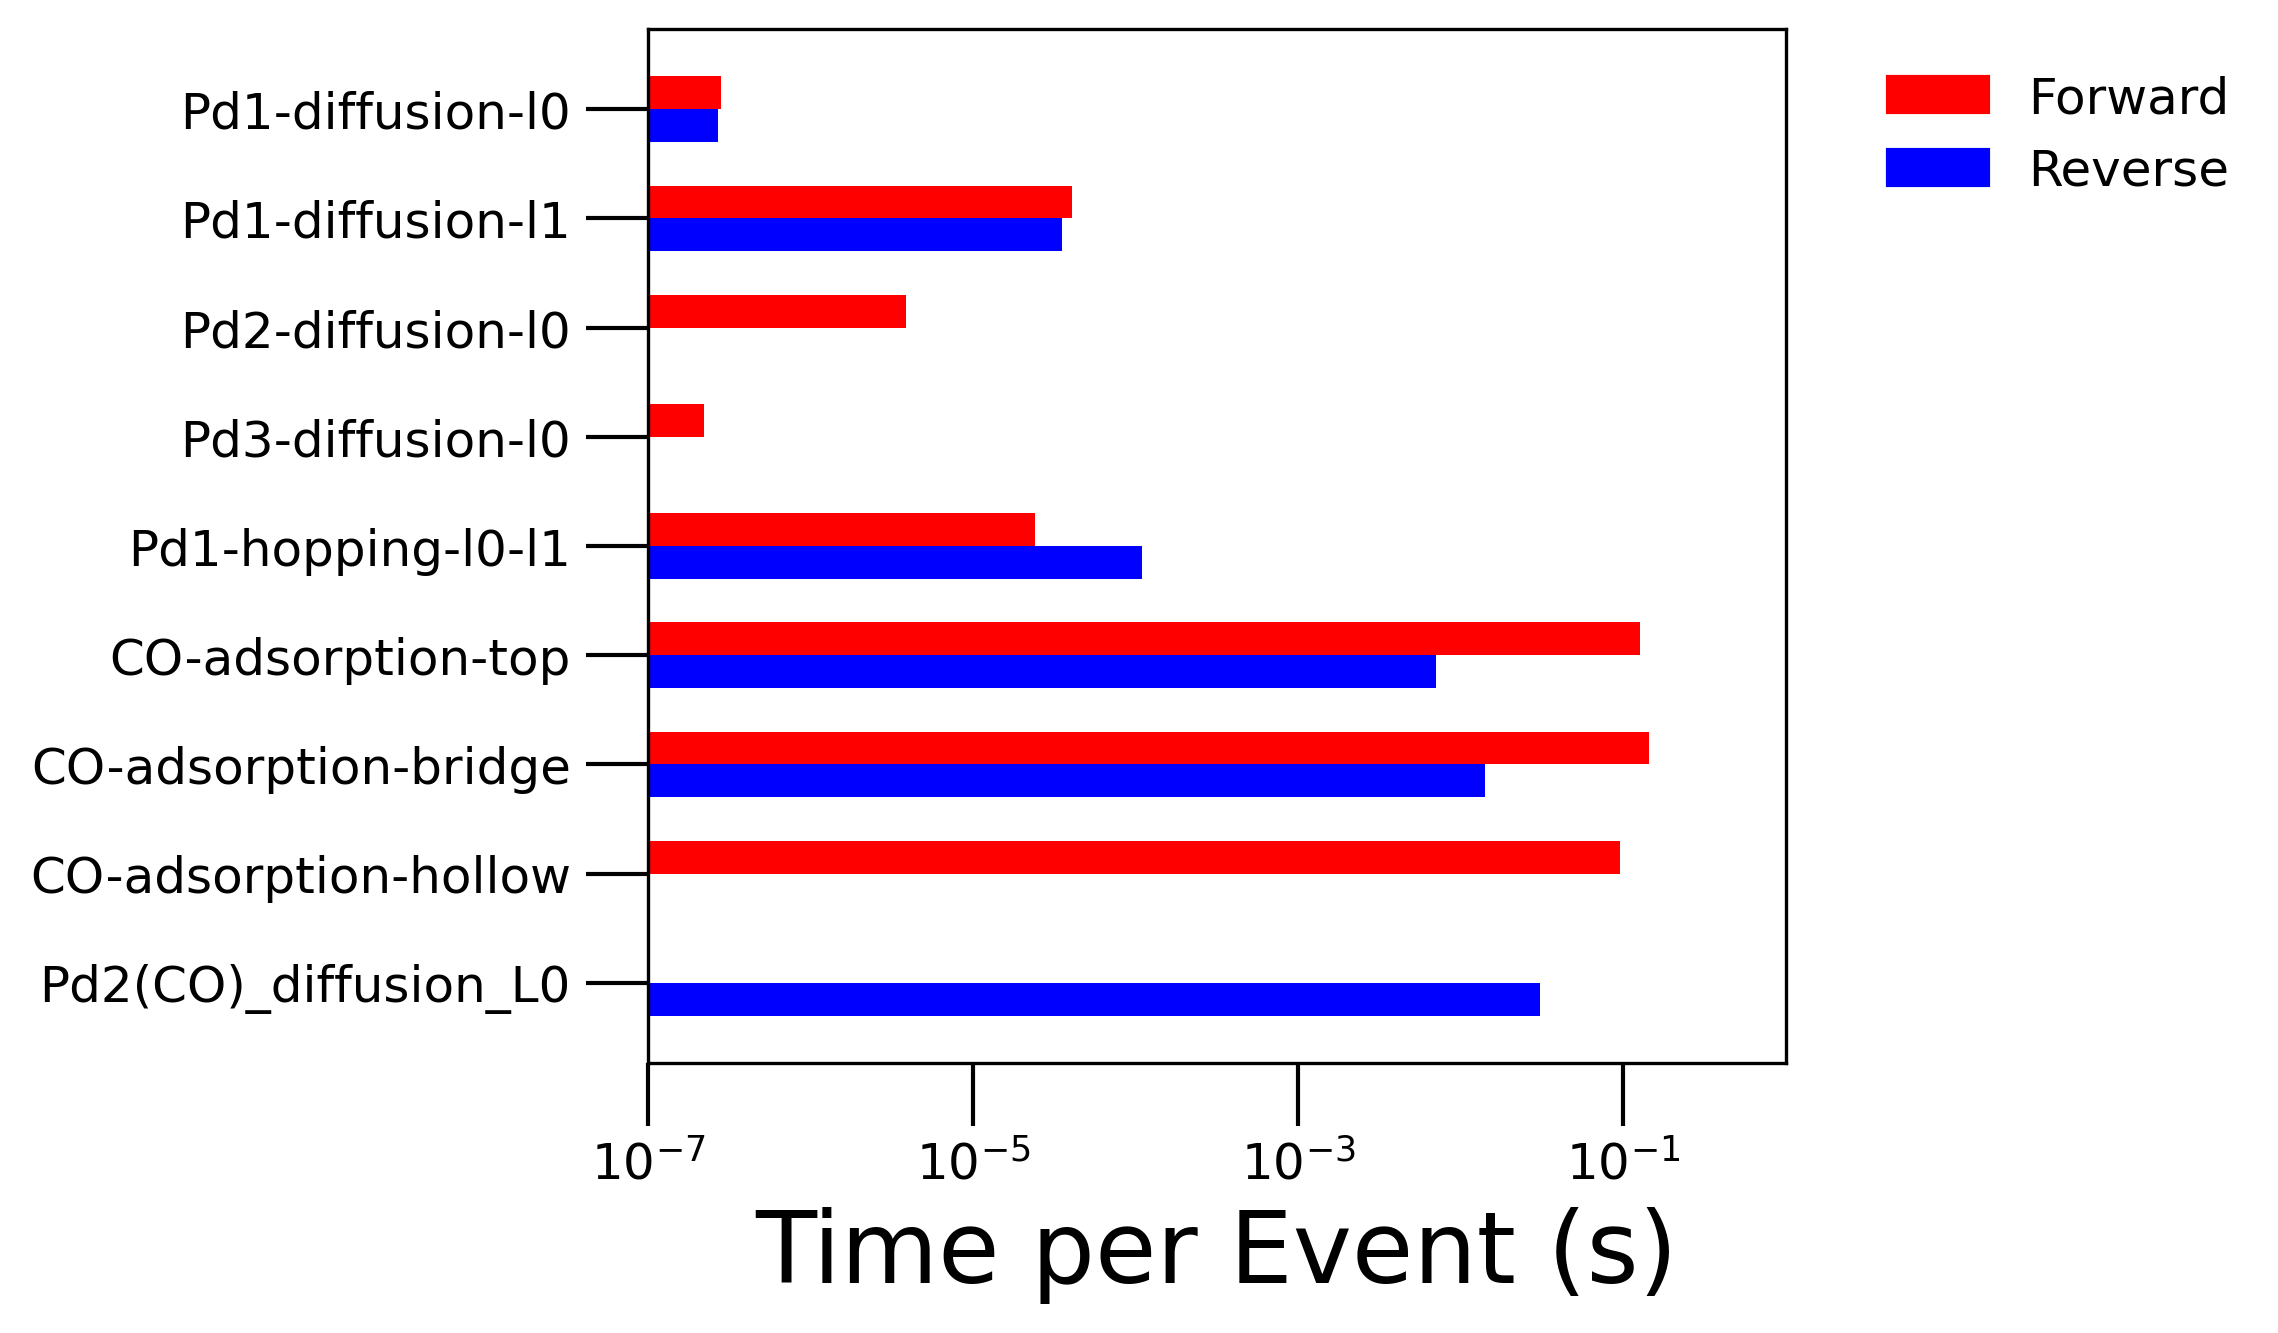 Pd1-diffusion-l0
Pd1-diffusion-l1
Pd2-diffusion-l0
Pd3-diffusion-l0
Pd1-hopping-l0-l1
CO-adsorption-top
CO-adsorption-bridge
CO-adsorption-hollow
Pd2(CO)_diffusion_L0
10⁻⁷ 10⁻⁵ 10⁻³ 10⁻¹
Time per Event (s)
Forward
Reverse